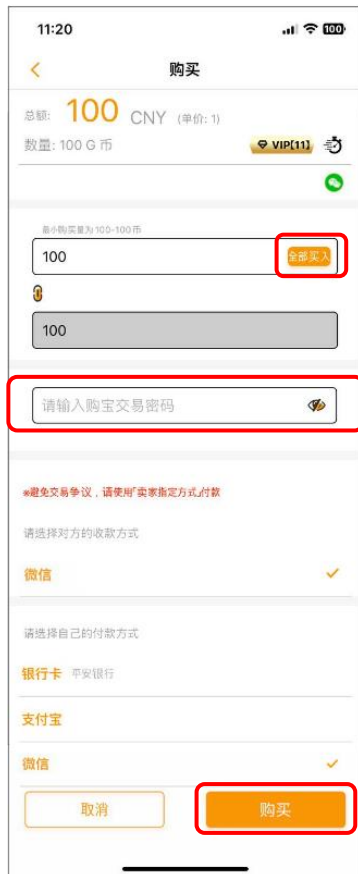 11:20
100
购买
总额: 100 CNY (单价: 1)
数量: 100 G 币
VIP[11]
最小购买量为 100-100 币
100
全部买入
100
请输入购宝交易密码
*避免交易争议，请使用「卖家指定方式」付款
请选择对方的收款方式
微信
请选择自己的付款方式
银行卡 平安银行
支付宝
微信
取消
购买